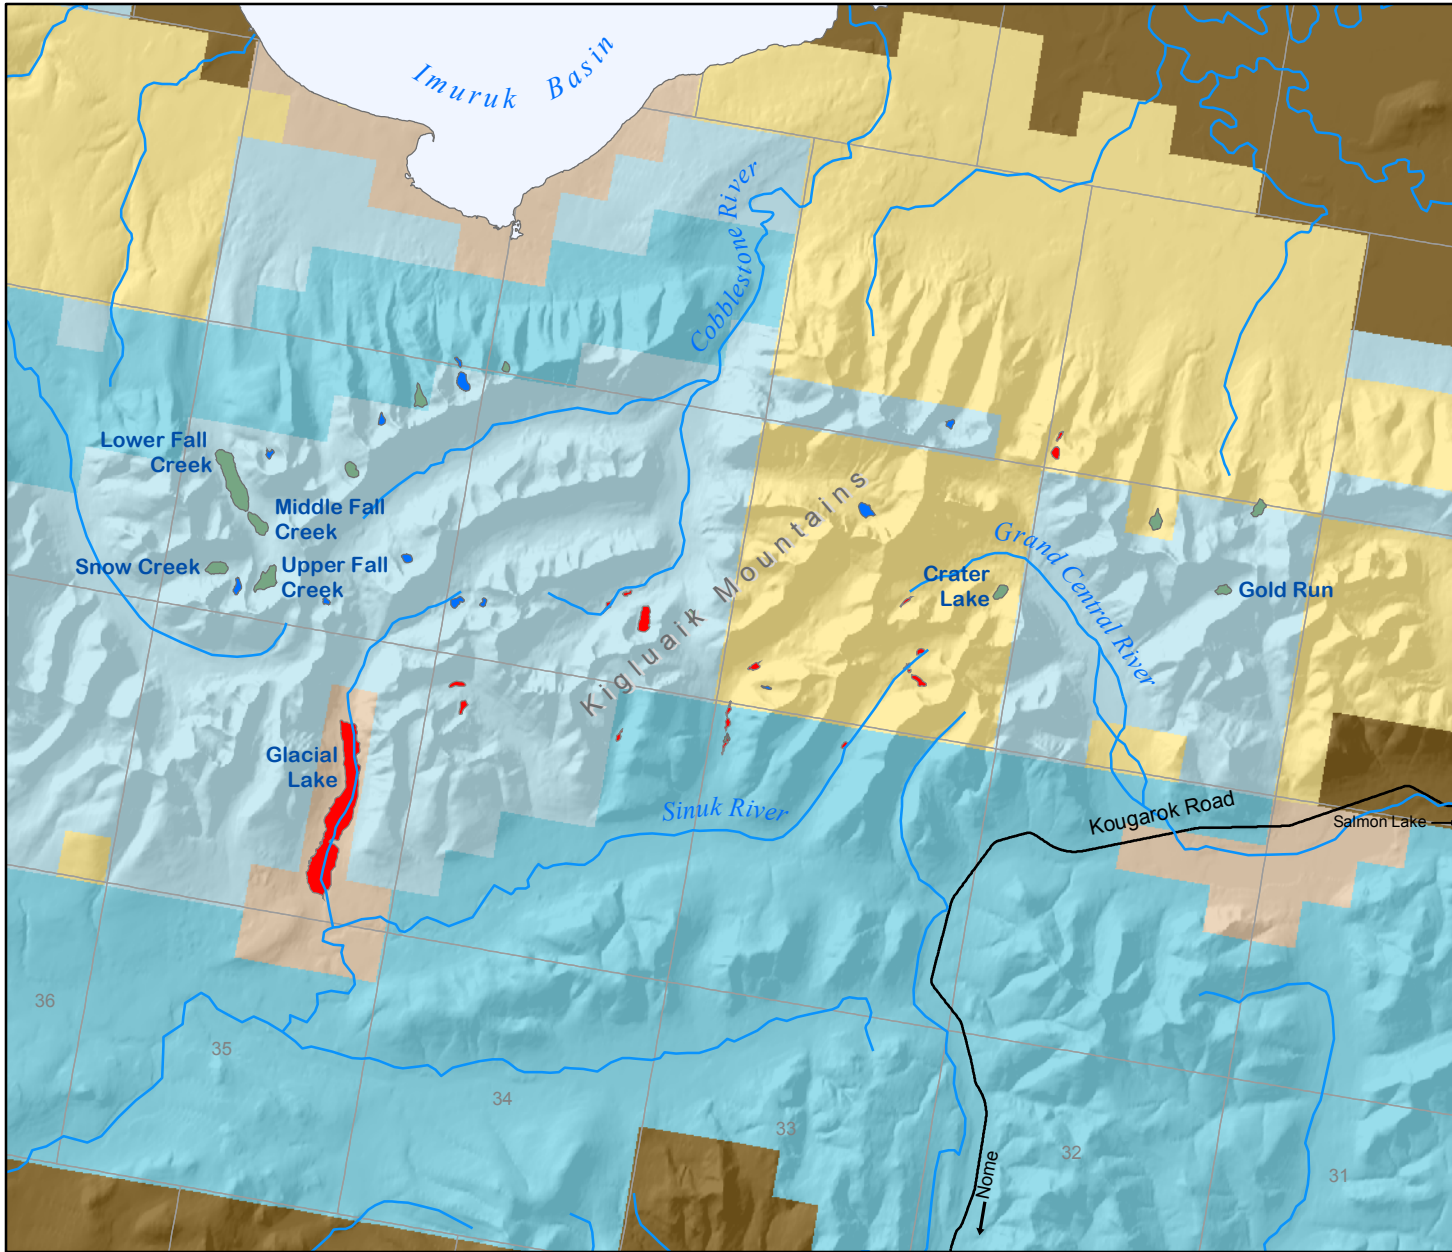 Imuruk Basin
Cobblestone River
Lower Fall
Creek
Middle Fall
Creek
Snow Creek
Upper Fall
Creek
Kigluaik Mountains
Grand Central River
Crater
Lake
Gold Run
Glacial
Lake
Sinuk River
Kougarok Road
Salmon Lake
36
35
34
33
32
31
Nome